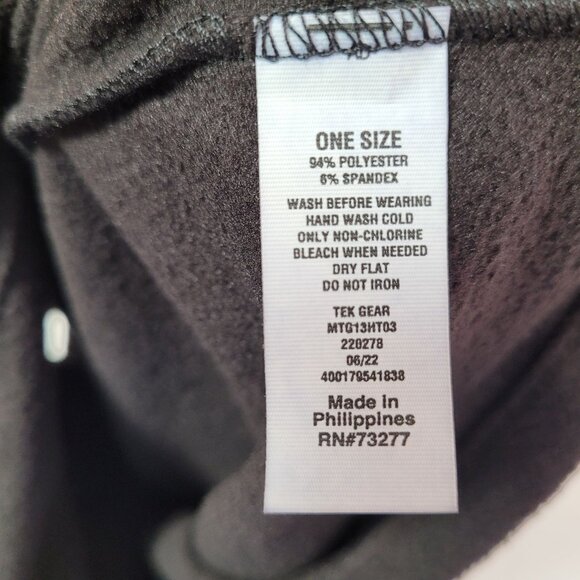 ONE SIZE
94% POLYESTER
6% SPANDEX
WASH BEFORE WEARING
HAND WASH COLD
ONLY NON-CHLORINE
BLEACH WHEN NEEDED
DRY FLAT
DO NOT IRON
TEK GEAR
MTG13HT03
220278
06/22
400179541838
Made in
Philippines
RN#73277